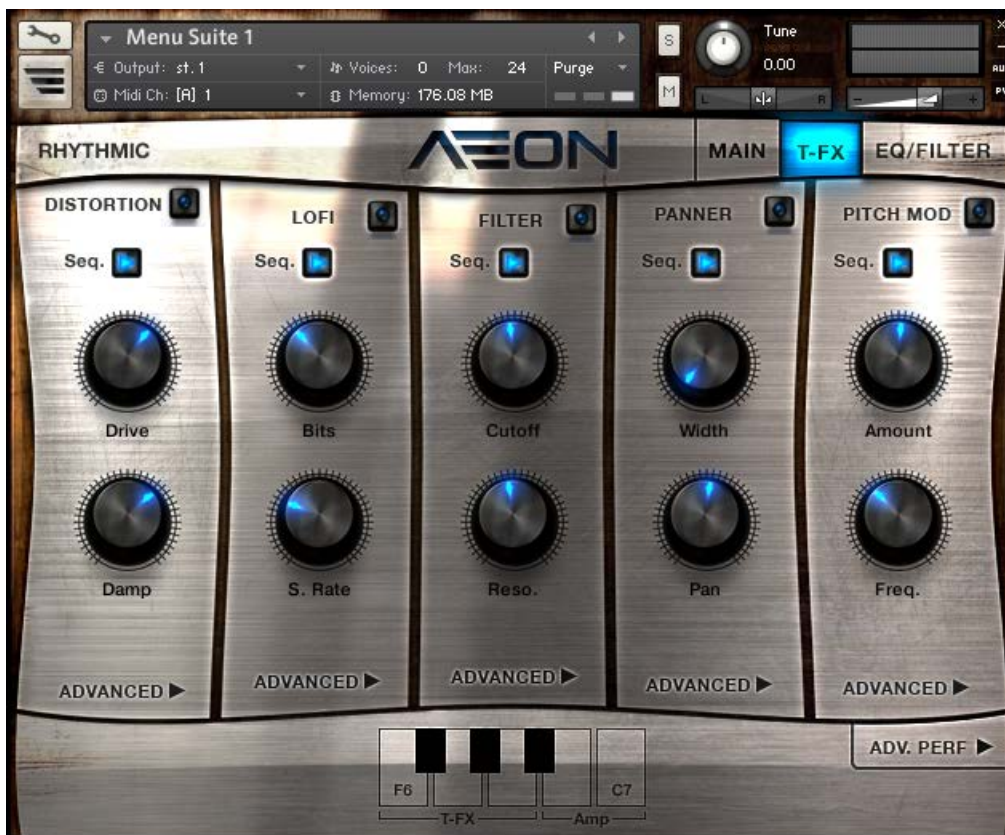 Menu Suite 1
Output: st.1
Voices: 0 Max: 24
Purge
Midi Ch: [A] 1
Memory: 176.08 MB
S
M
Tune
0.00
L R
- +
RHYTHMIC
AEON
MAIN
T-FX
EQ/FILTER
DISTORTION
LOFI
FILTER
PANNER
PITCH MOD
Seq.
Seq.
Seq.
Seq.
Seq.
Drive
Bits
Cutoff
Width
Amount
Damp
S. Rate
Reso.
Pan
Freq.
ADVANCED
ADVANCED
ADVANCED
ADVANCED
ADVANCED
ADV. PERF
F6
C7
T-FX
Amp